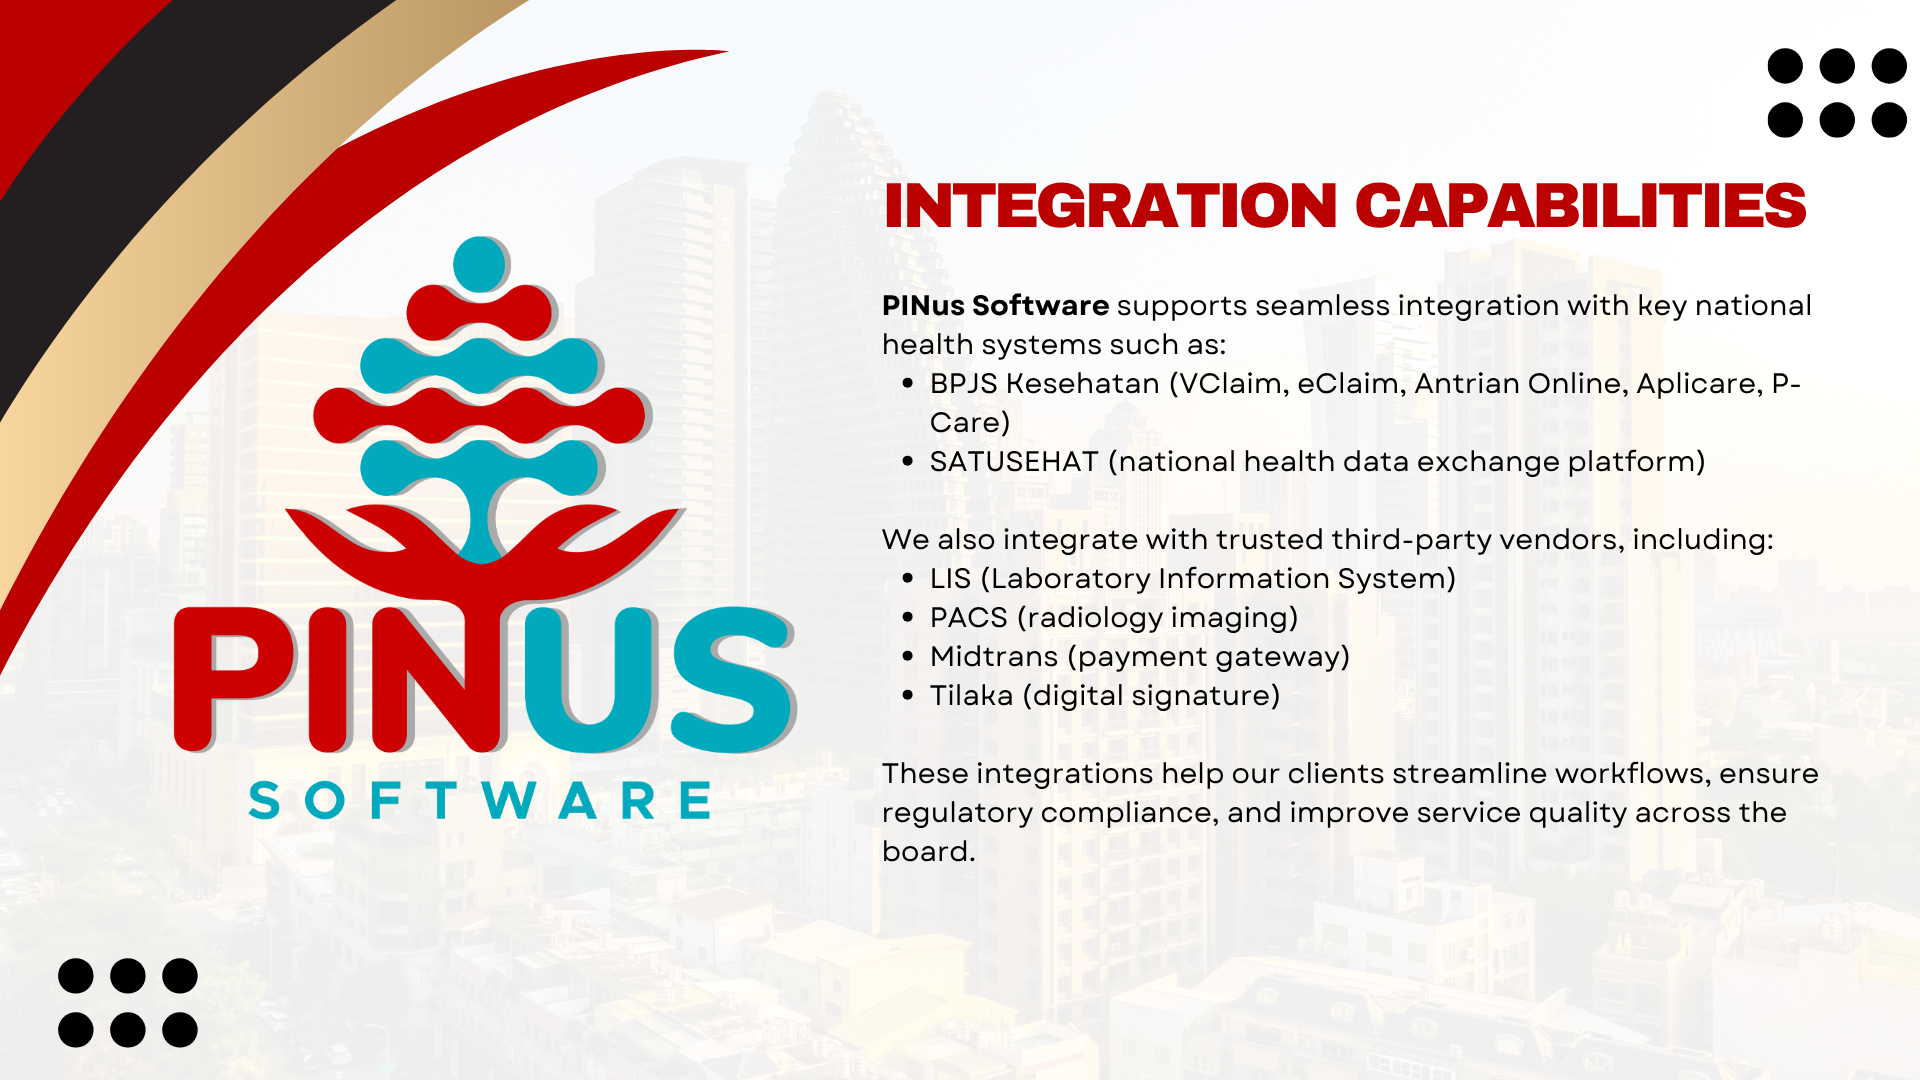 PINUS
SOFTWARE
INTEGRATION CAPABILITIES
PINus Software supports seamless integration with key national
health systems such as:
• BPJS Kesehatan (VClaim, eClaim, Antrian Online, Aplicare, P-
Care)
• SATUSEHAT (national health data exchange platform)
We also integrate with trusted third-party vendors, including:
• LIS (Laboratory Information System)
• PACS (radiology imaging)
• Midtrans (payment gateway)
• Tilaka (digital signature)
These integrations help our clients streamline workflows, ensure
regulatory compliance, and improve service quality across the
board.